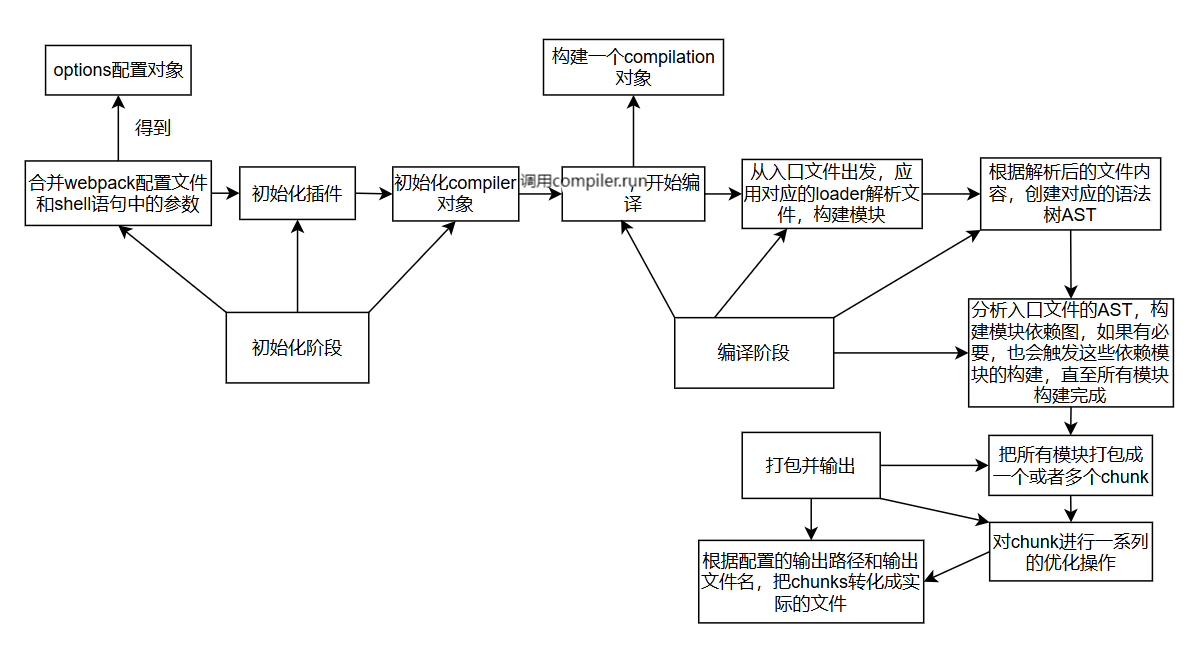 options配置对象
得到
合并webpack配置文件
和shell语句中的参数
初始化插件
初始化compiler
对象
调用compiler.run
，开始编
译
构建一个compilation
对象
从入口文件出发，应
用对应的loader解析文
件，构建模块
根据解析后的文件内
容，创建对应的语法
树AST
初始化阶段
编译阶段
分析入口文件的AST，构
建模块依赖图，如果有必
要，也会触发这些依赖模
块的构建，直至所有模块
构建完成
打包并输出
把所有模块打包成
一个或者多个chunk
对chunk进行一系列
的优化操作
根据配置的输出路径和输出
文件名，把chunks转化成实
际的文件